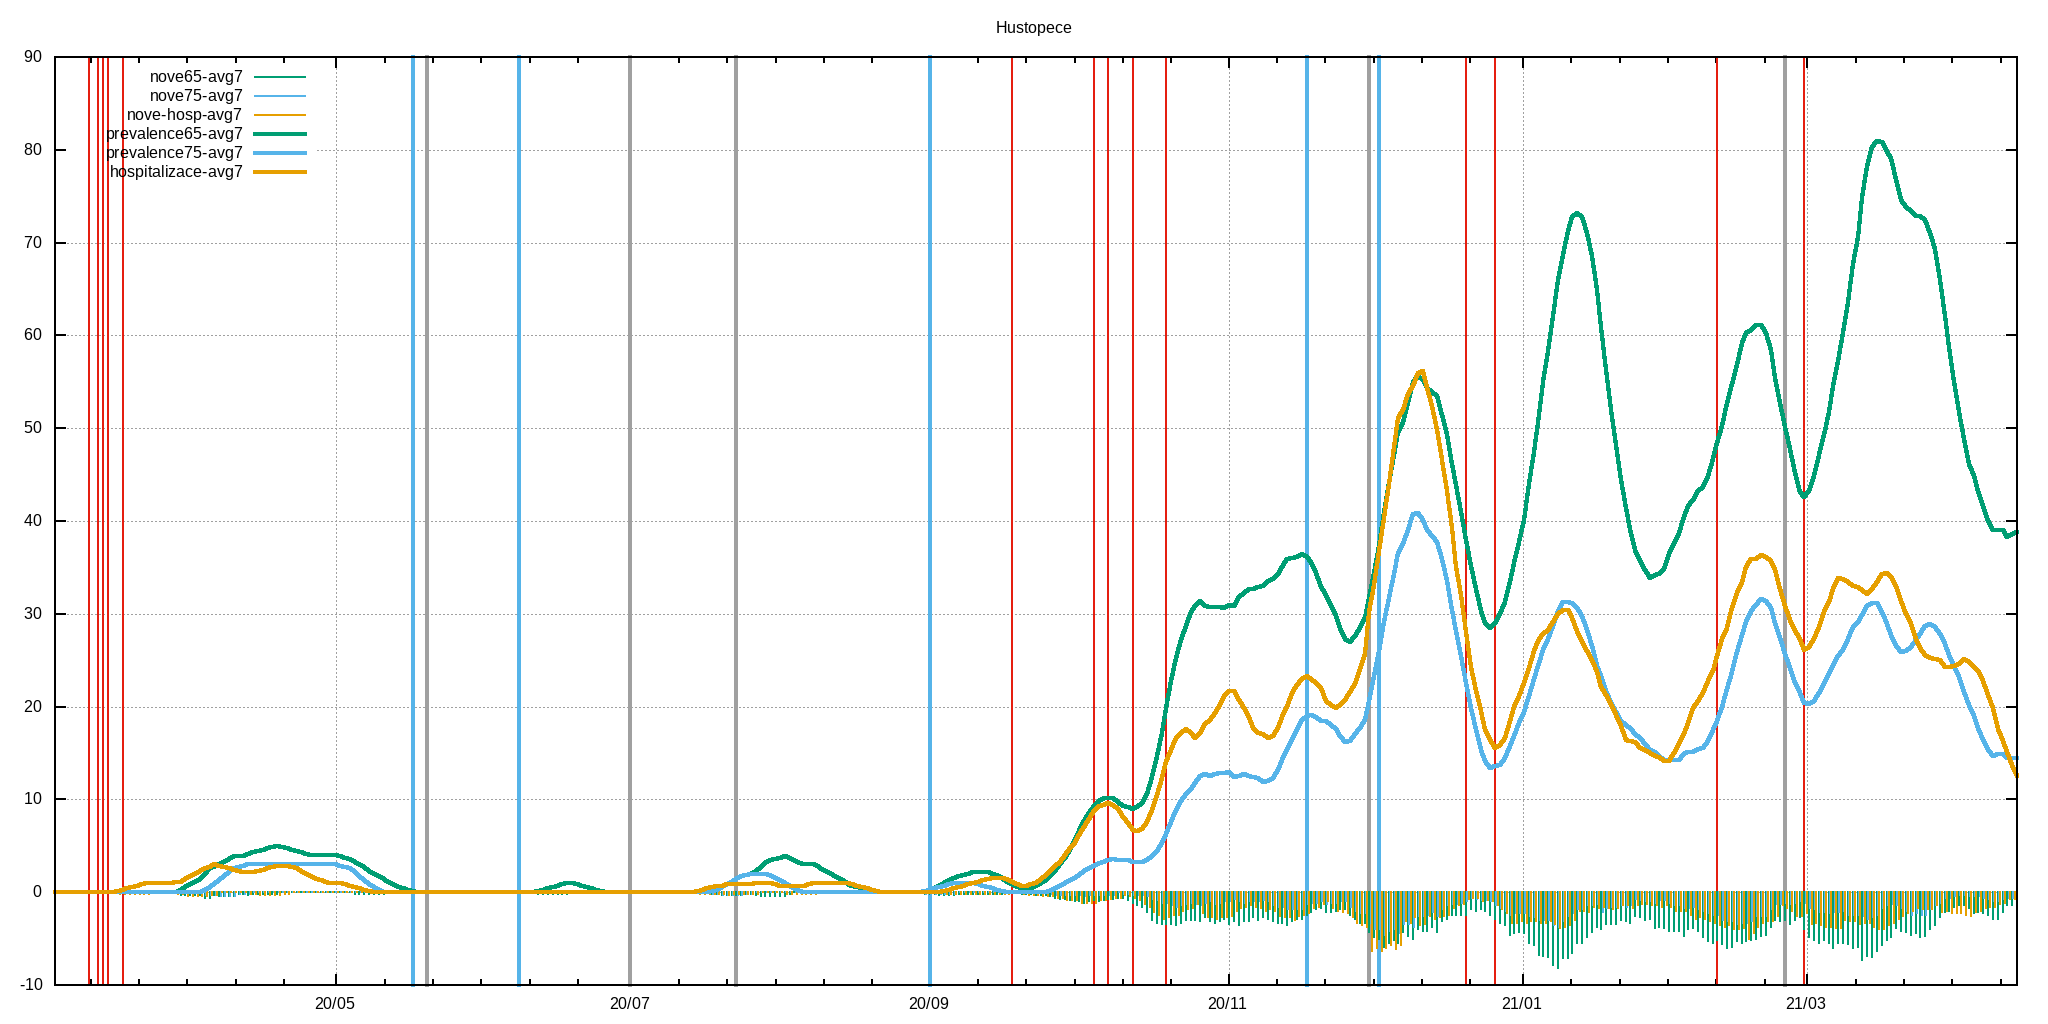 Hustopece
90
80
70
60
50
40
30
20
10
0
-10
nove65-avg7
nove75-avg7
nove-hosp-avg7
prevalence65-avg7
prevalence75-avg7
hospitalizace-avg7
20/05 20/07 20/09 20/11 21/01 21/03